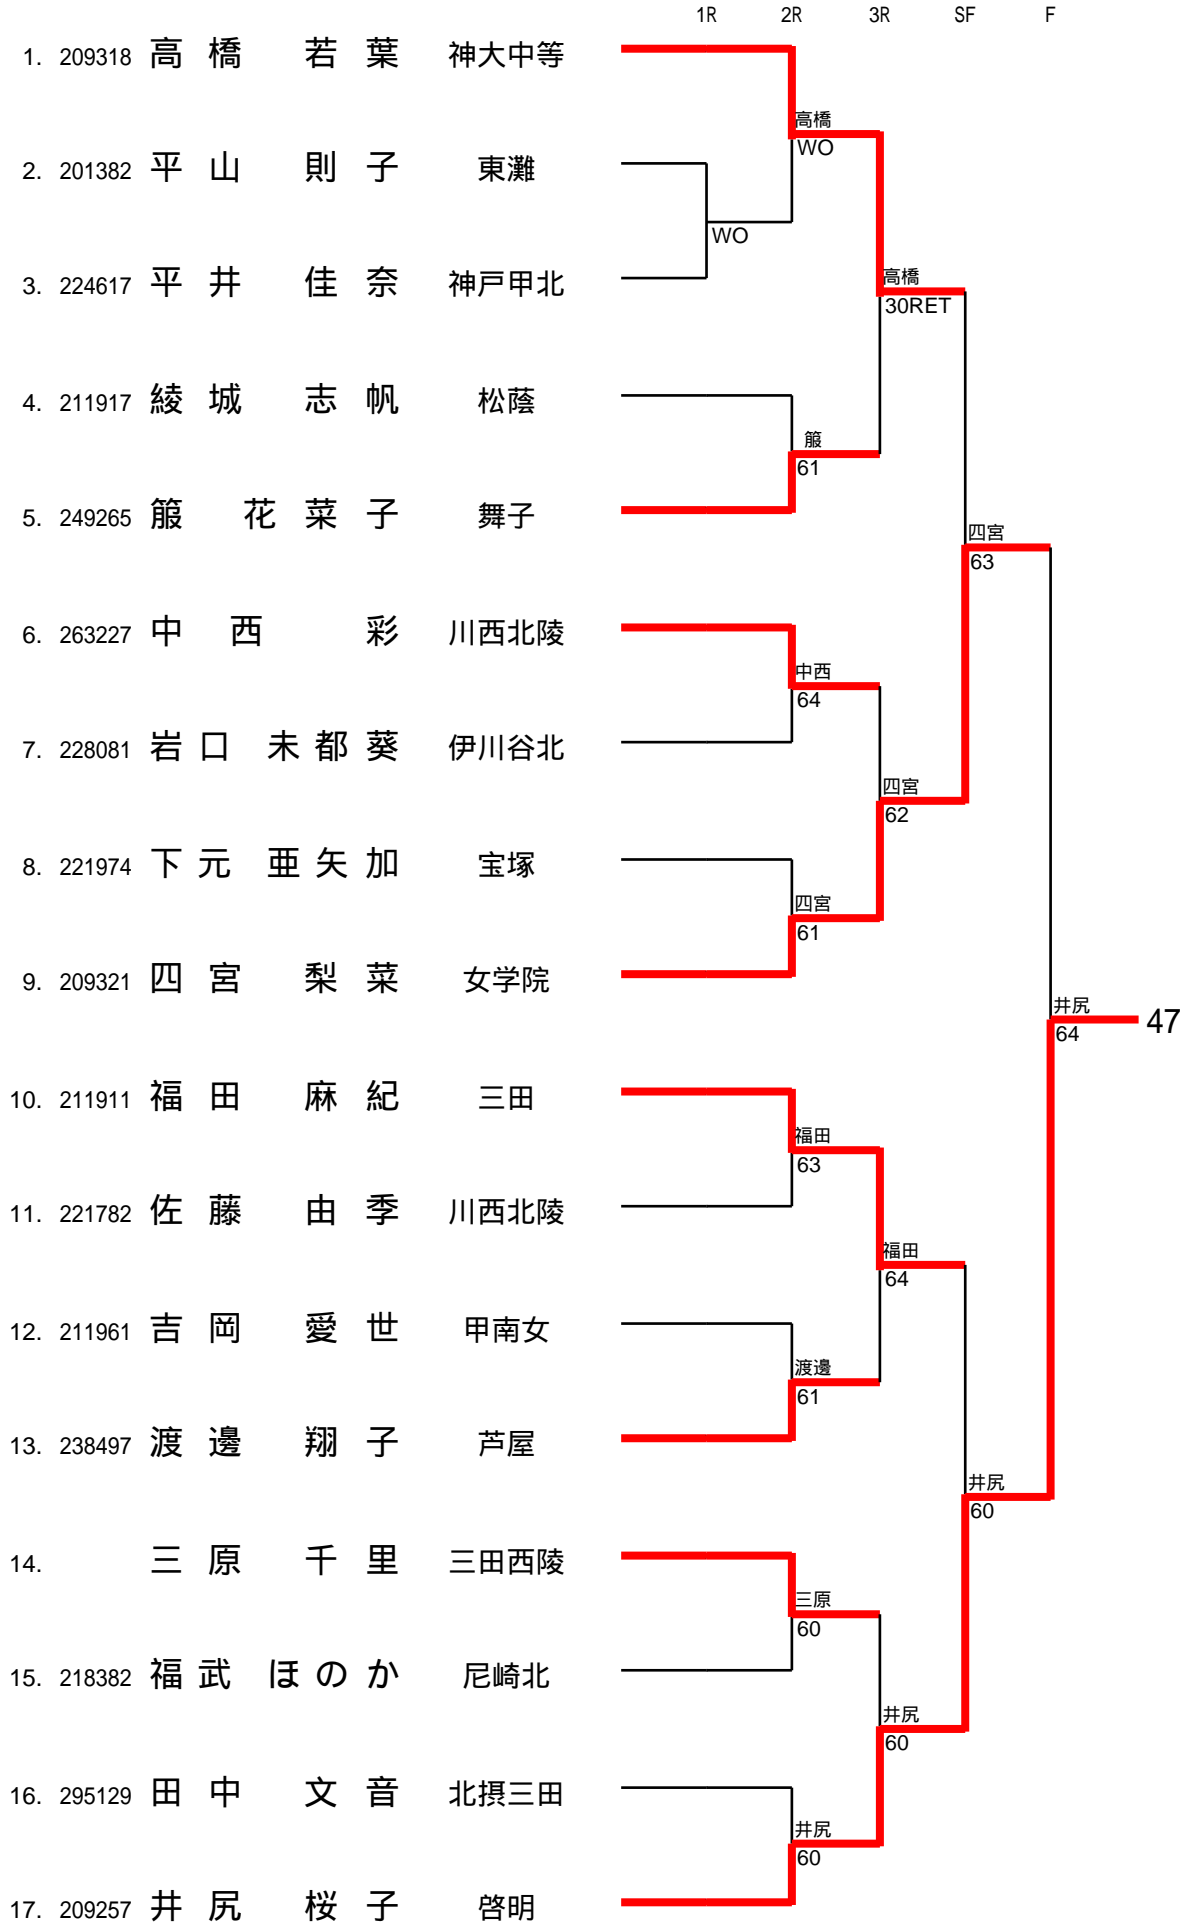 1R 2R 3R SF F
1. 209318 高橋 若葉 神大中等
高橋
WO
2. 201382 平山 則子 東灘
WO
3. 224617 平井 佳奈 神戸甲北
高橋
30RET
4. 211917 綾城 志帆 松蔭
箙
61
5. 249265 箙 花菜子 舞子
四宮
63
6. 263227 中西 彩 川西北陵
中西
64
7. 228081 岩口 未都葵 伊川谷北
四宮
62
8. 221974 下元 亜矢加 宝塚
四宮
61
9. 209321 四宮 梨菜 女学院
井尻
64
47
10. 211911 福田 麻紀 三田
福田
63
11. 221782 佐藤 由季 川西北陵
福田
64
12. 211961 吉岡 愛世 甲南女
渡邊
61
13. 238497 渡邊 翔子 芦屋
井尻
60
14. 三原 千里 三田西陵
三原
60
15. 218382 福武 ほのか 尼崎北
井尻
60
16. 295129 田中 文音 北摂三田
井尻
60
17. 209257 井尻 桜子 啓明